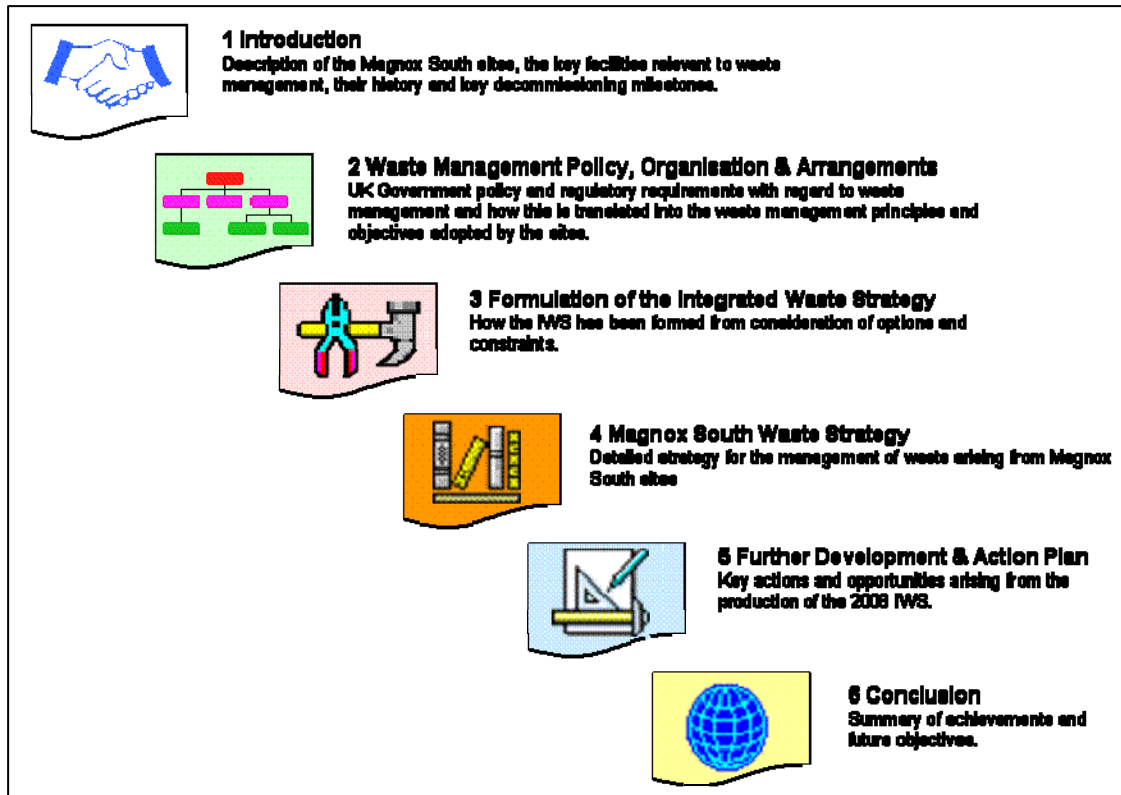 1 Introduction
Description of the Magnox South sites, the key facilities relevant to waste
management, their history and key decommissioning milestones.
2 Waste Management Policy, Organisation & Arrangements
UK Government policy and regulatory requirements with regard to waste
management and how this is translated into the waste management principles and
objectives adopted by the sites.
3 Formulation of the Integrated Waste Strategy
How the IWS has been formed from consideration of options and
constraints.
4 Magnox South Waste Strategy
Detailed strategy for the management of waste arising from Magnox
South sites
5 Further Development & Action Plan
Key actions and opportunities arising from the
production of the 2008 IWS.
6 Conclusion
Summary of achievements and
future objectives.